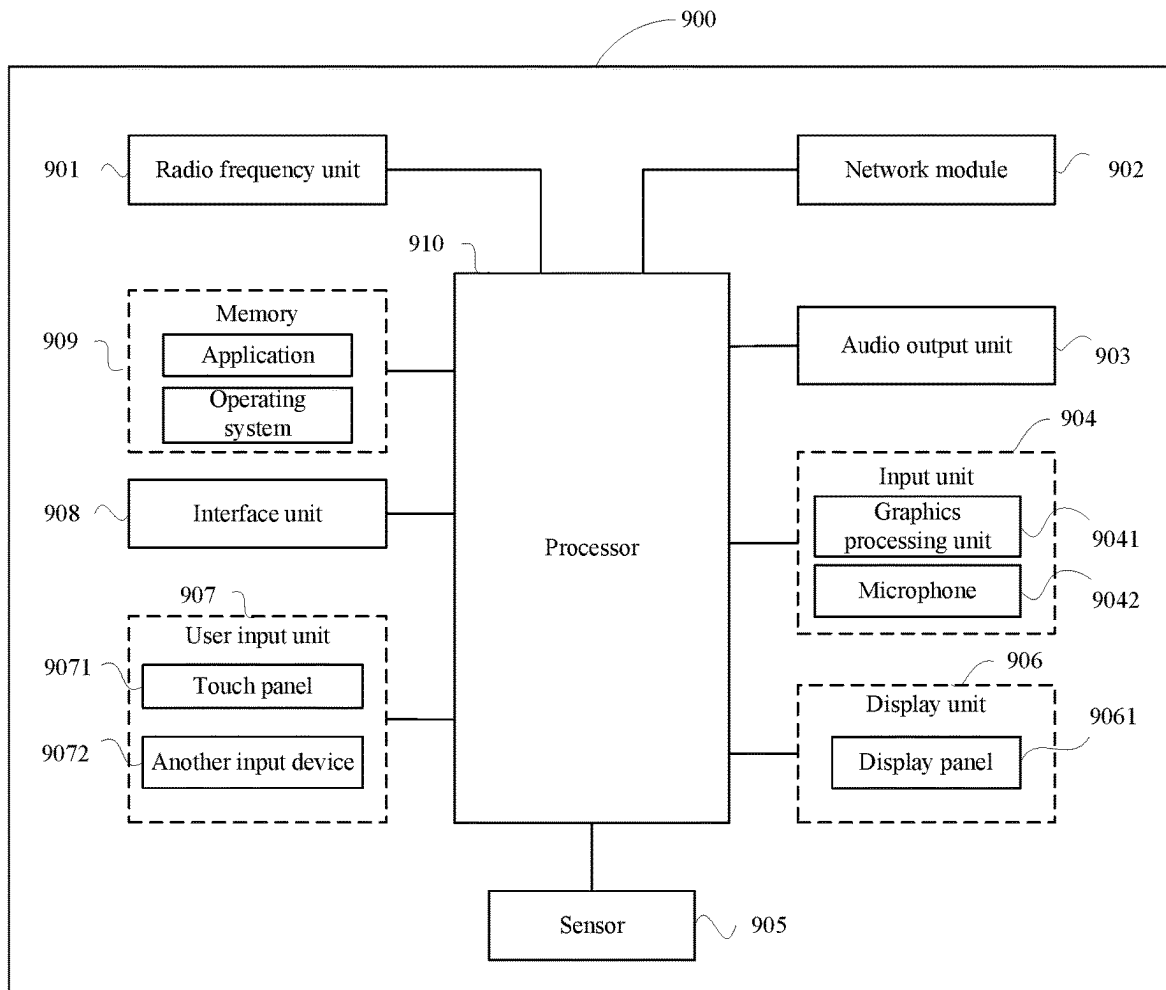 900
901
Radio frequency unit
Network module
902
910
Memory
909
Application
Operating
system
Audio output unit
903
904
Input unit
Graphics
processing unit
9041
Microphone
9042
908
Interface unit
Processor
907
User input unit
9071
Touch panel
9072
Another input device
906
Display unit
9061
Display panel
Sensor
905